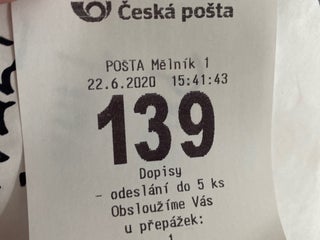 Česká pošta
POSTA Mělník 1
22.6.2020 15:41:43
139
Dopisy
- odeslání do 5 ks
Obsloužíme Vás
u přepážek:
1